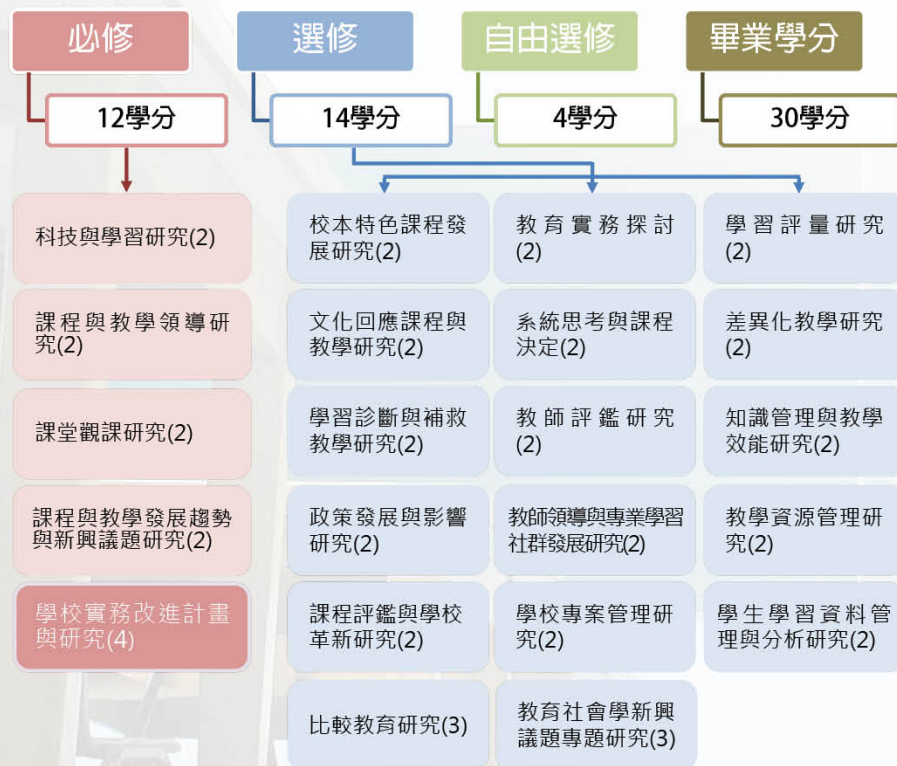 必修
12學分
科技與學習研究(2)
課程與教學領導研
究(2)
課堂觀課研究(2)
課程與教學發展趨勢
與新興議題研究(2)
學校實務改進計畫
與研究(4)
選修
14學分
校本特色課程發
展研究(2)
文化回應課程與
教學研究(2)
學習診斷與補救
教學研究(2)
政策發展與影響
研究(2)
課程評鑑與學校
革新研究(2)
比較教育研究(3)
教育實務探討
(2)
系統思考與課程
決定(2)
教師評鑑研究
(2)
教師領導與專業學習
社群發展研究(2)
學校專案管理研
究(2)
教育社會學新興
議題專題研究(3)
學習評量研究
(2)
差異化教學研究
(2)
知識管理與教學
效能研究(2)
教學資源管理研
究(2)
學生學習資料管
理與分析研究(2)
自由選修
4學分
畢業學分
30學分